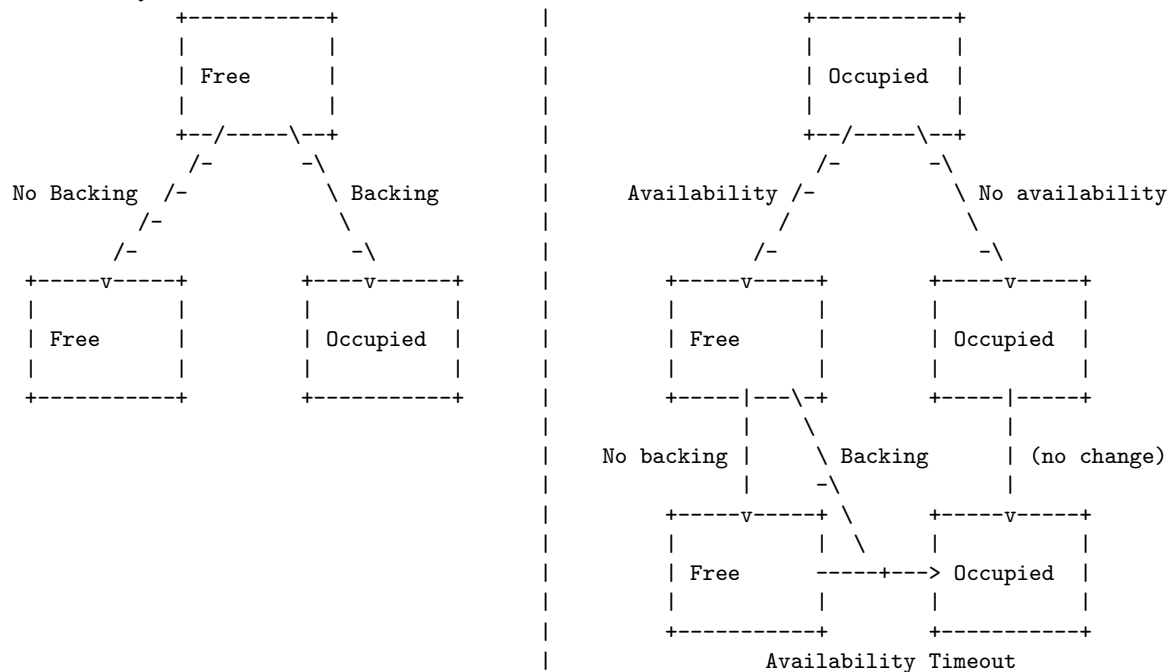 Free
Occupied
No Backing
Backing
Availability
No availability
Free
Occupied
Free
Occupied
No backing
Backing
(no change)
Free
Occupied
Availability Timeout